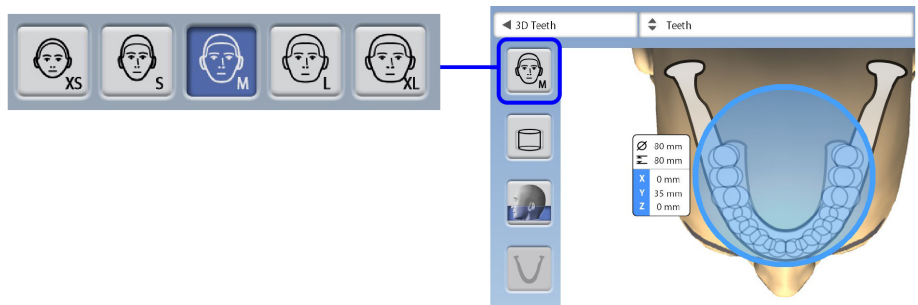 XS
S
M
L
XL
3D Teeth
Teeth
M
Ø 80 mm
80 mm
X 0 mm
Y 35 mm
Z 0 mm